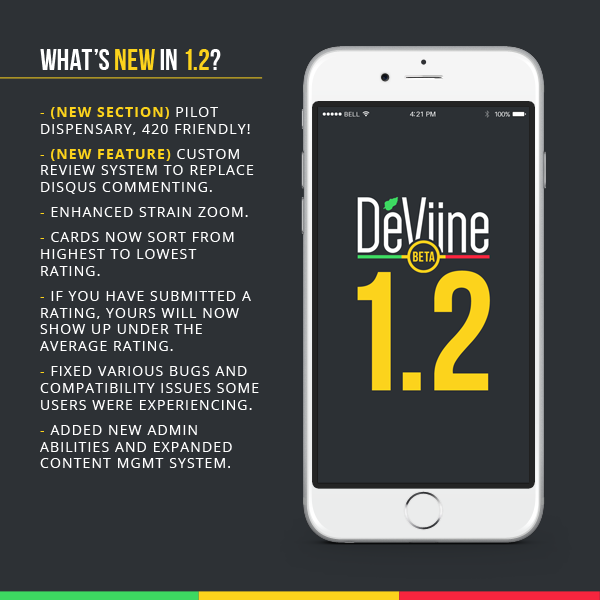 WHAT'S NEW IN 1.2?
- (NEW SECTION) PILOT
DISPENSARY, 420 FRIENDLY!
- (NEW FEATURE) CUSTOM
REVIEW SYSTEM TO REPLACE
DISQUS COMMENTING.
- ENHANCED STRAIN ZOOM.
- CARDS NOW SORT FROM
HIGHEST TO LOWEST
RATING.
- IF YOU HAVE SUBMITTED A
RATING, YOURS WILL NOW
SHOW UP UNDER THE
AVERAGE RATING.
- FIXED VARIOUS BUGS AND
COMPATIBILITY ISSUES SOME
USERS WERE EXPERIENCING.
- ADDED NEW ADMIN
ABILITIES AND EXPANDED
CONTENT MGMT SYSTEM.
BELL 4:21 PM 100%
DéViine
BETA
1.2